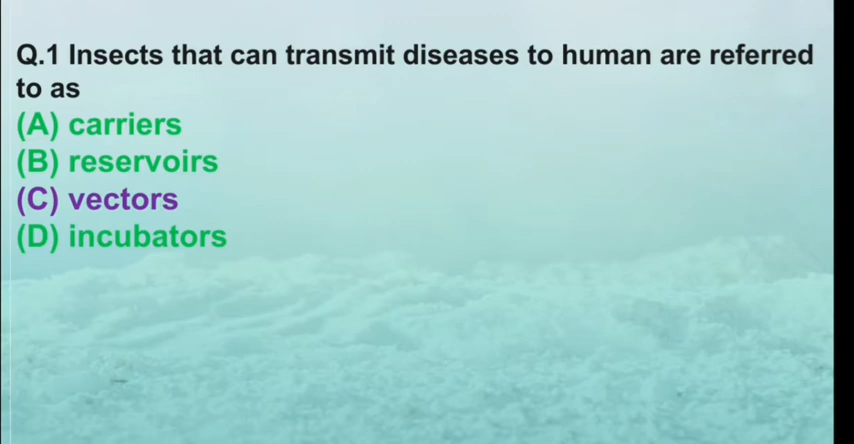 Q.1 Insects that can transmit diseases to human are referred
to as
(A) carriers
(B) reservoirs
(C) vectors
(D) incubators